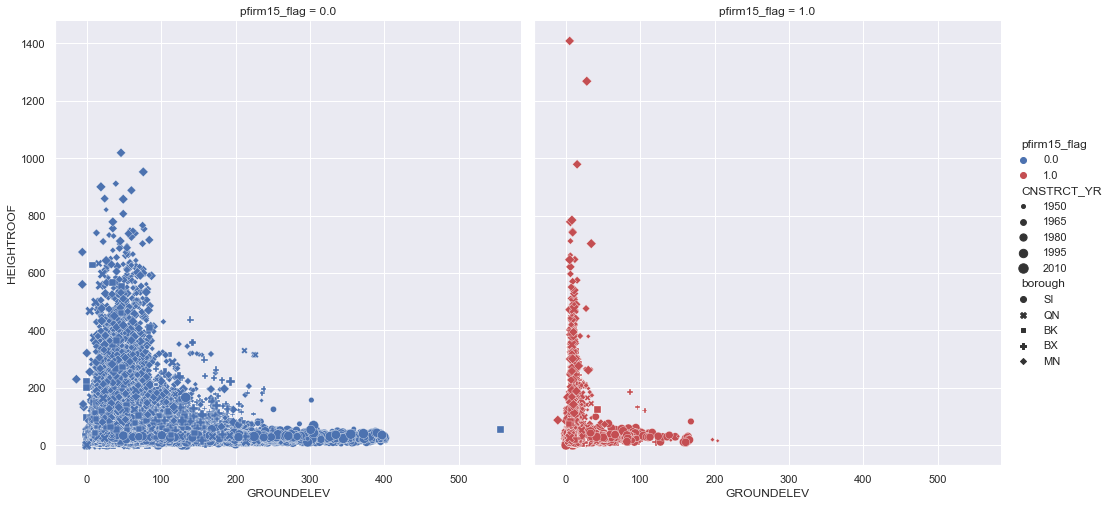 pfirm15_flag = 0.0
pfirm15_flag = 1.0
1400
1200
1000
800
600
400
200
0
HEIGHTROOF
0 100 200 300 400 500
0 100 200 300 400 500
GROUNDELEV
GROUNDELEV
pfirm15_flag
0.0
1.0
CNSTRCT_YR
1950
1965
1980
1995
2010
borough
SI
QN
BK
BX
MN